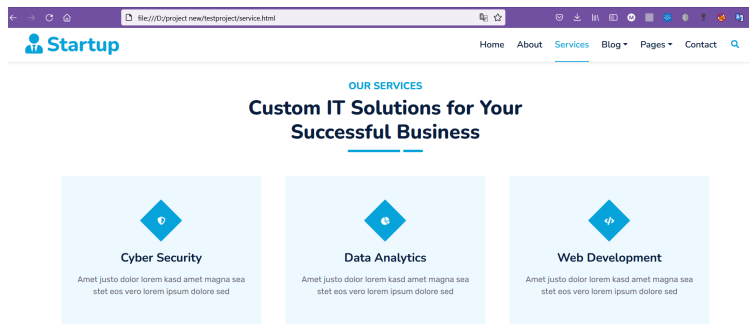 file:///D:/project new/testproject/service.html
Startup
Home About Services Blog Pages Contact
OUR SERVICES
Custom IT Solutions for Your
Successful Business
Cyber Security Data Analytics Web Development
Amet justo dolor lorem kasd amet magna sea Amet justo dolor lorem kasd amet magna sea Amet justo dolor lorem kasd amet magna sea
stet eos vero lorem ipsum dolore sed stet eos vero lorem ipsum dolore sed stet eos vero lorem ipsum dolore sed